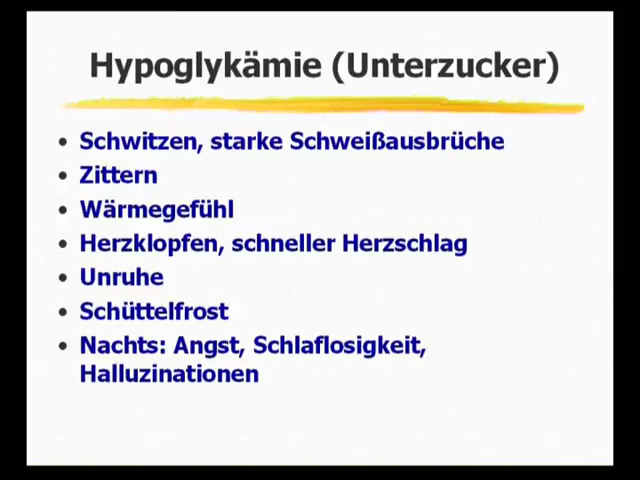 Hypoglykämie (Unterzucker)
• Schwitzen, starke Schweißausbrüche
• Zittern
• Wärmegefühl
• Herzklopfen, schneller Herzschlag
• Unruhe
• Schüttelfrost
• Nachts: Angst, Schlaflosigkeit,
Halluzinationen